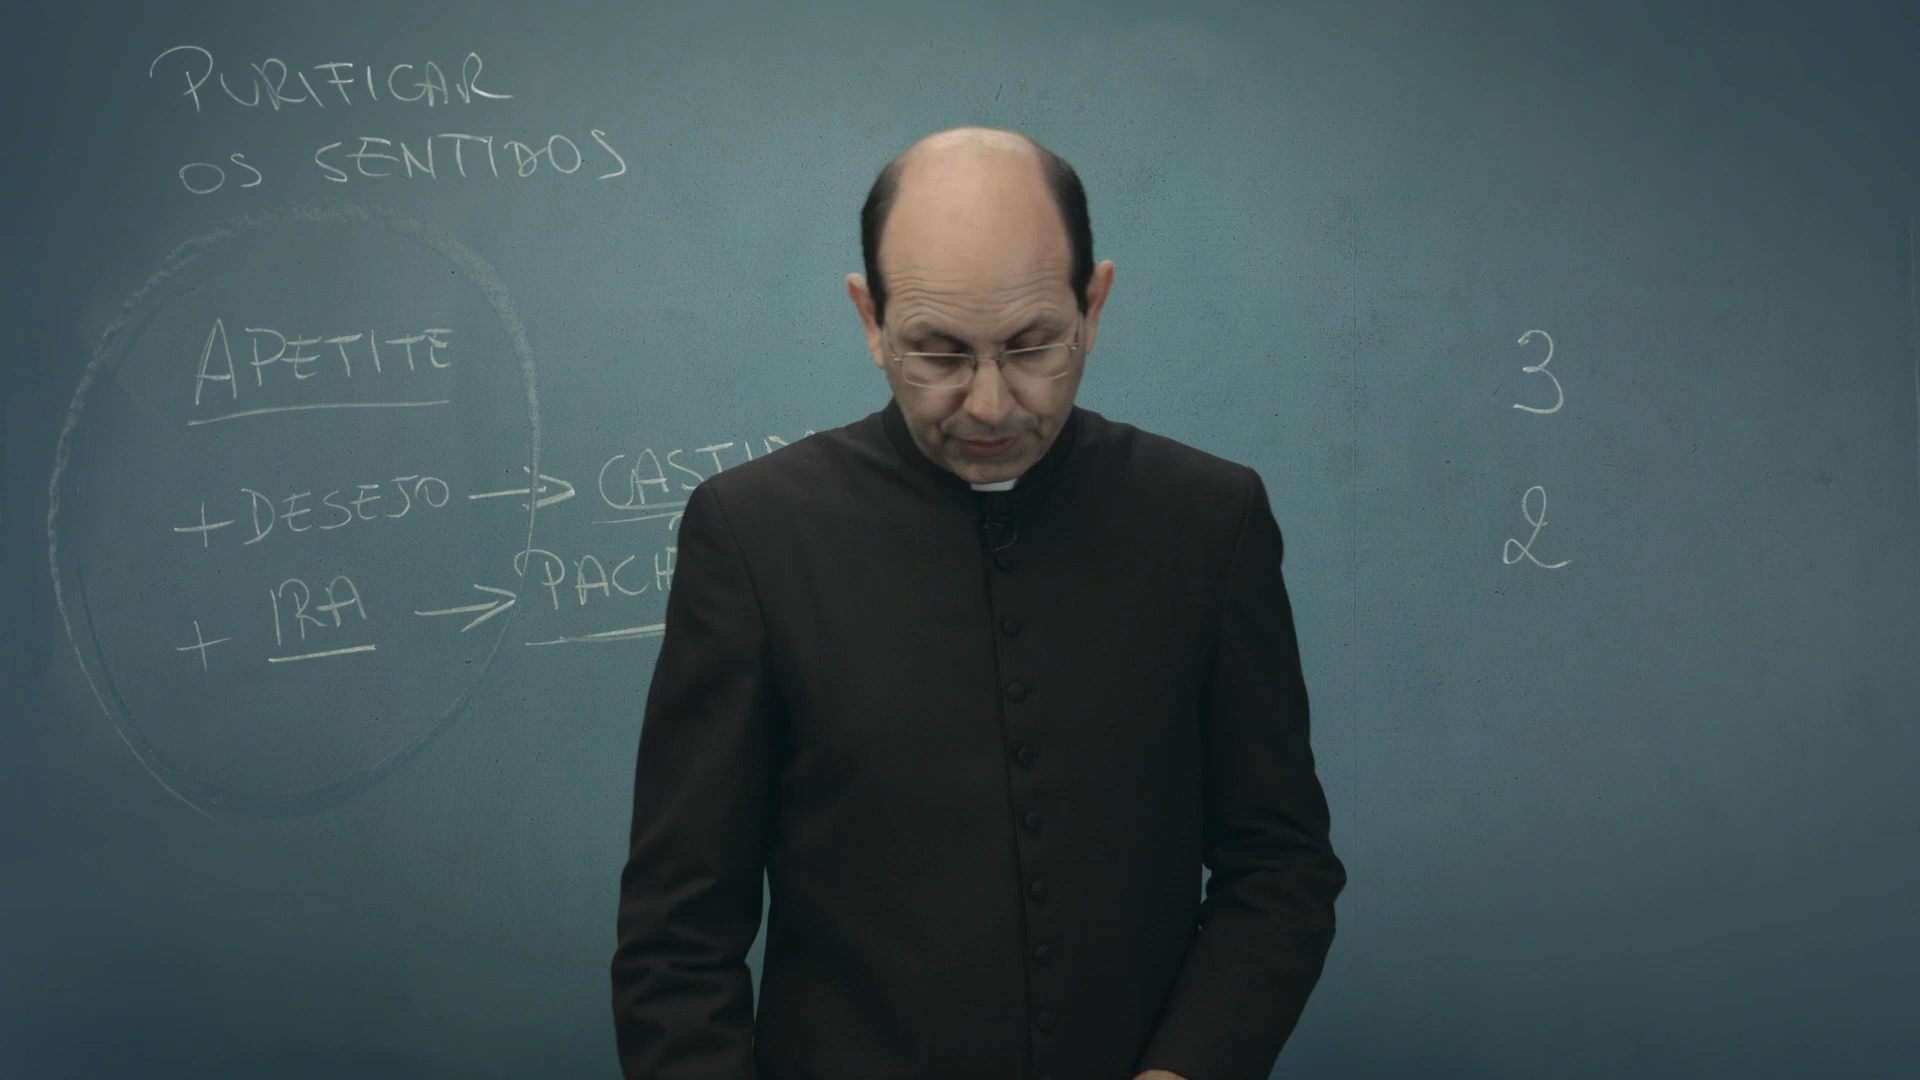 PURIFICAR
OS SENTIDOS
APETITE
+ DESEJO →
+ IRA →
3
2